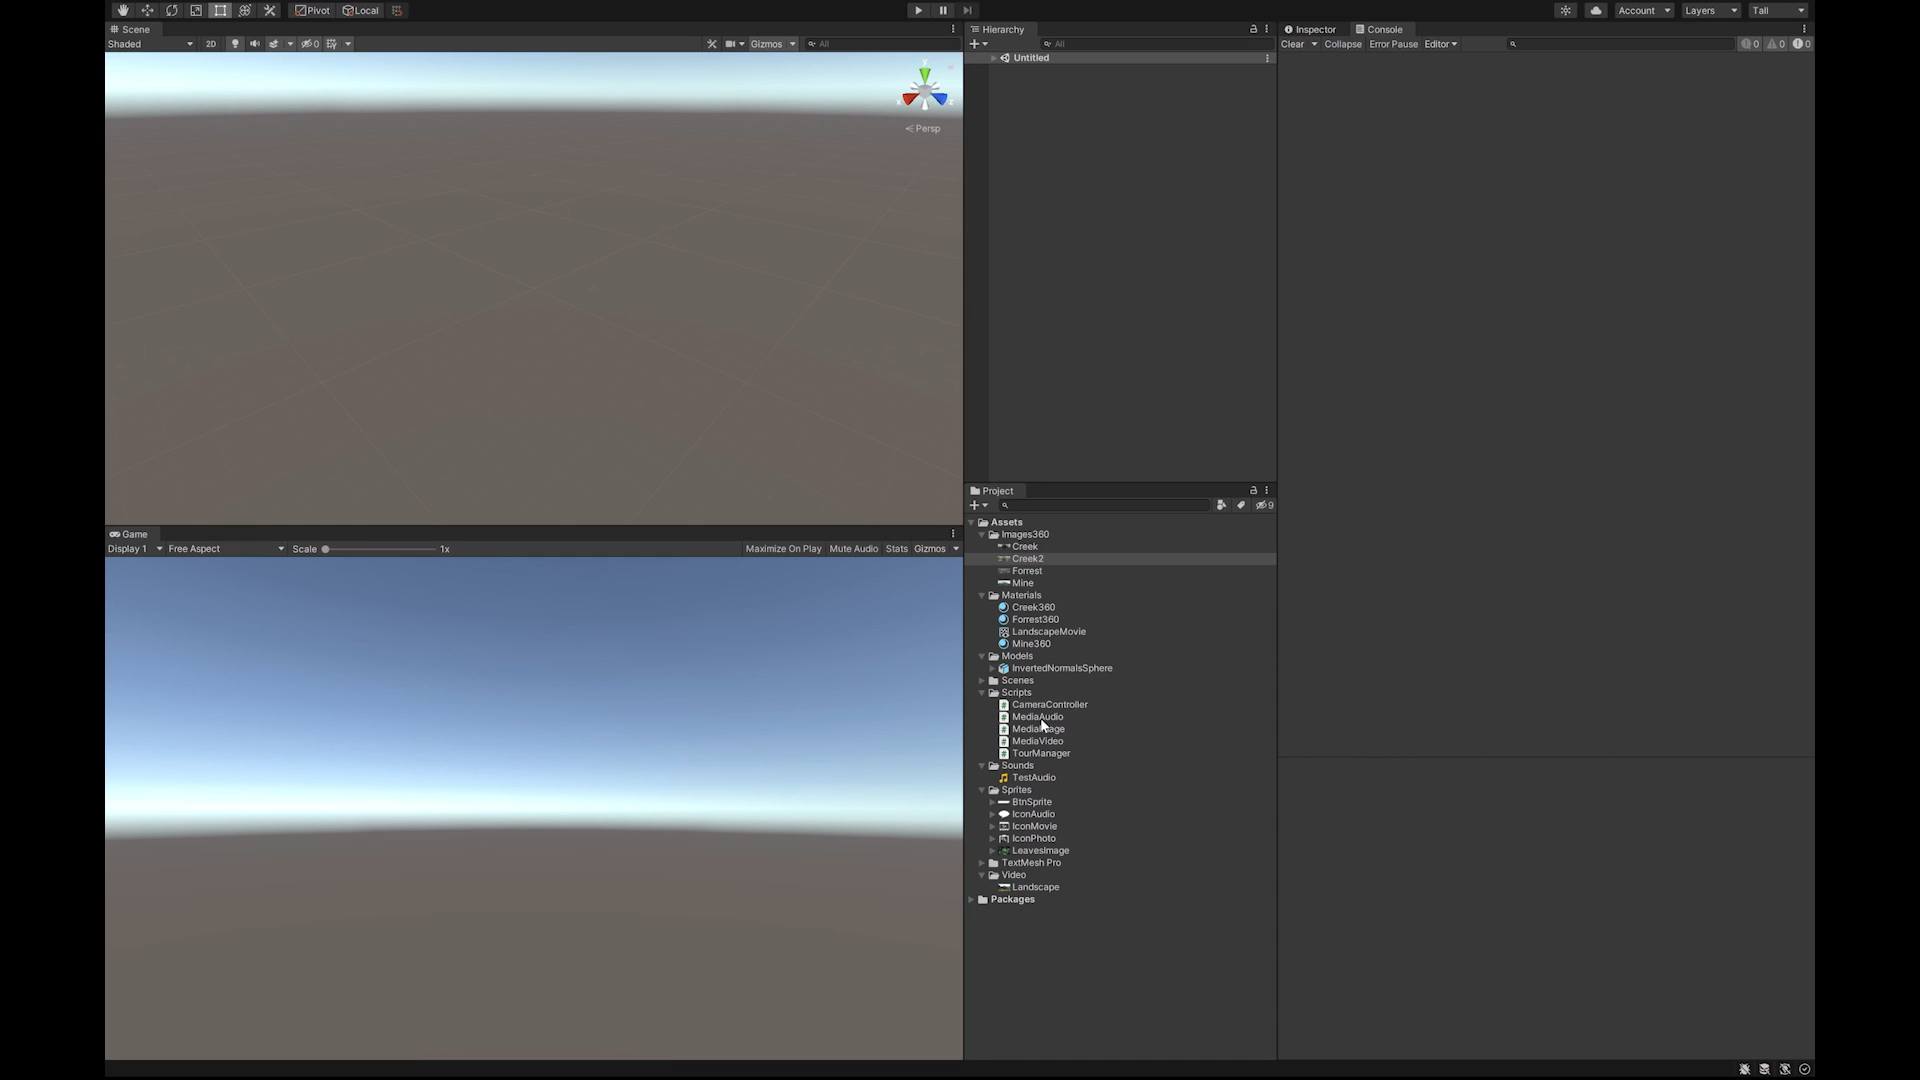 Pivot Local Account Layers Tall
Scene
Shaded 2D 0 Gizmos All
y
x z
Persp
Game
Display 1 Free Aspect Scale 1x Maximize On Play Mute Audio Stats Gizmos
Hierarchy
All
Untitled
Project
9
Assets
Images360
Creek
Creek2
Forrest
Mine
Materials
Creek360
Forrest360
LandscapeMovie
Mine360
Models
InvertedNormalsSphere
Scenes
Scripts
CameraController
MediaAudio
MediaImage
MediaVideo
TourManager
Sounds
TestAudio
Sprites
BtnSprite
IconAudio
IconMovie
IconPhoto
LeavesImage
TextMesh Pro
Video
Landscape
Packages
Inspector Console
Clear Collapse Error Pause Editor 0 0 0